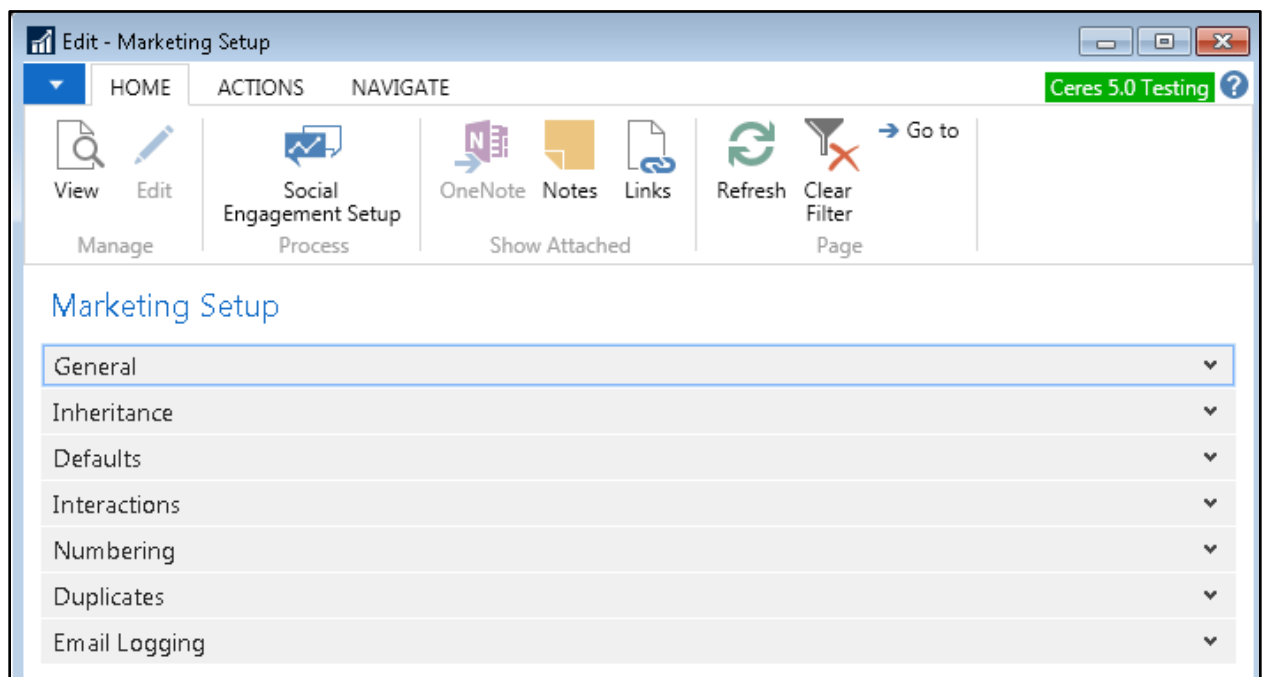 Edit - Marketing Setup
HOME ACTIONS NAVIGATE Ceres 5.0 Testing ?
View Edit Social Engagement Setup OneNote Notes Links Refresh Clear Filter Go to
Manage Process Show Attached Page
Marketing Setup
General
Inheritance
Defaults
Interactions
Numbering
Duplicates
Email Logging